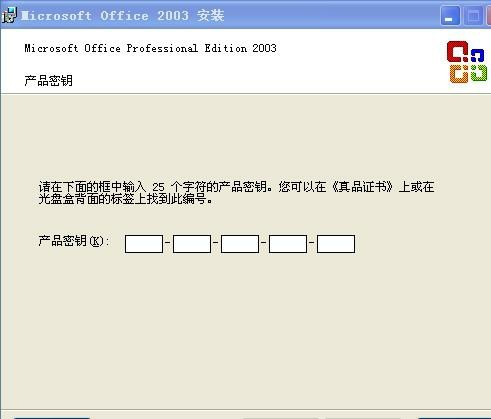 Microsoft Office 2003 安装
Microsoft Office Professional Edition 2003
产品密钥
请在下面的框中输入 25 个字符的产品密钥。您可以在《真品证书》上或在
光盘盒背面的标签上找到此编号。
产品密钥(K): - - - -